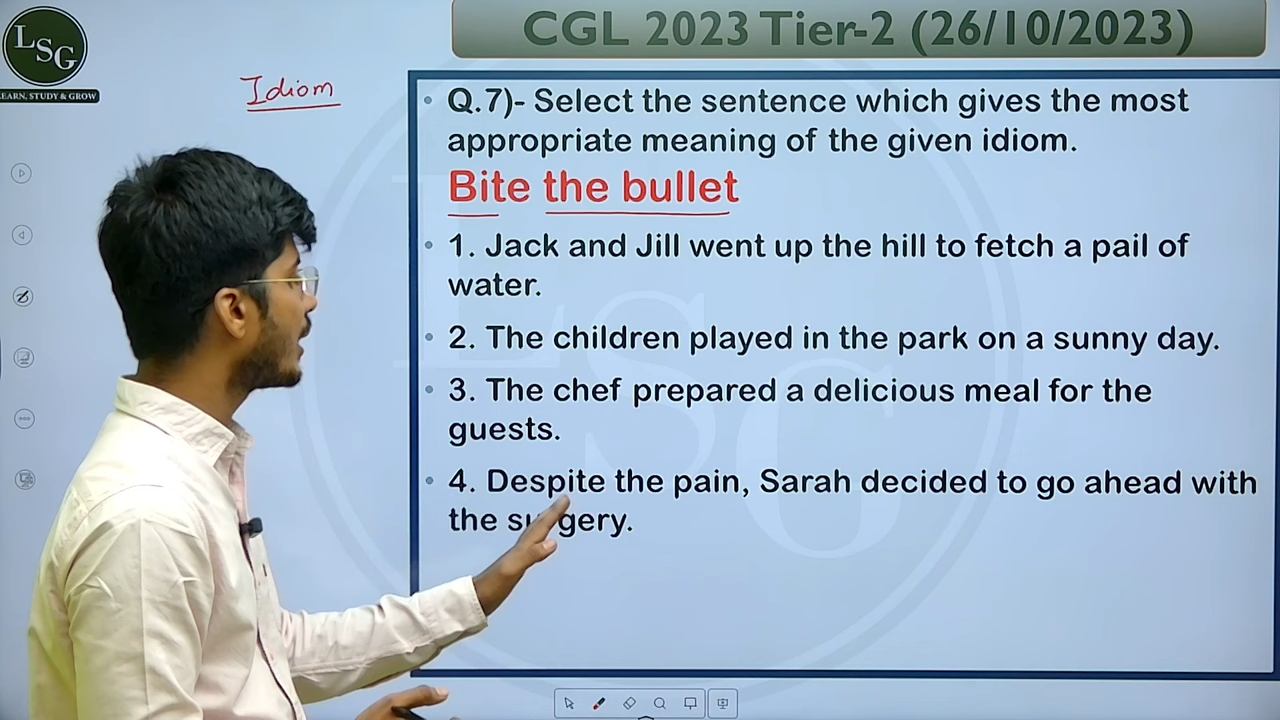 CGL 2023 Tier-2 (26/10/2023)
LSG
LEARN, STUDY & GROW
Idiom
• Q.7)- Select the sentence which gives the most
appropriate meaning of the given idiom.
Bite the bullet
• 1. Jack and Jill went up the hill to fetch a pail of
water.
• 2. The children played in the park on a sunny day.
• 3. The chef prepared a delicious meal for the
guests.
• 4. Despite the pain, Sarah decided to go ahead with
the surgery.
LSG